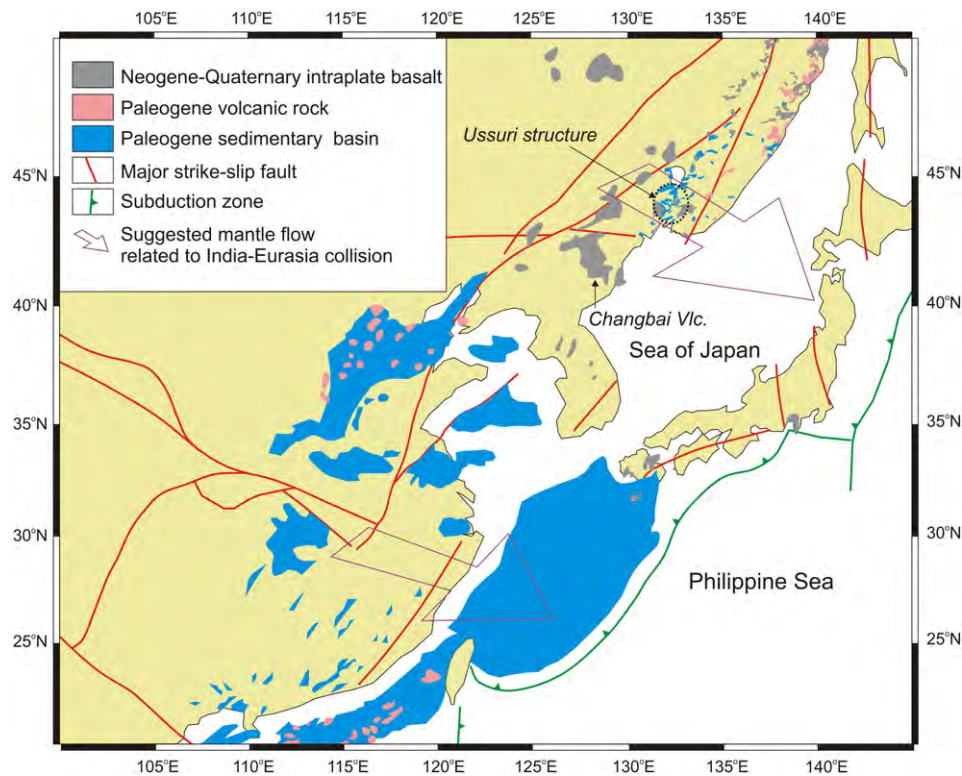 105°E 110°E 115°E 120°E 125°E 130°E 135°E 140°E
Neogene-Quaternary intraplate basalt
Paleogene volcanic rock
Paleogene sedimentary basin
Major strike-slip fault
Subduction zone
Suggested mantle flow
related to India-Eurasia collision
Ussuri structure
45°N 45°N
40°N 40°N
Changbai Vlc.
Sea of Japan
35°N 35°N
30°N 30°N
Philippine Sea
25°N 25°N
105°E 110°E 115°E 120°E 125°E 130°E 135°E 140°E